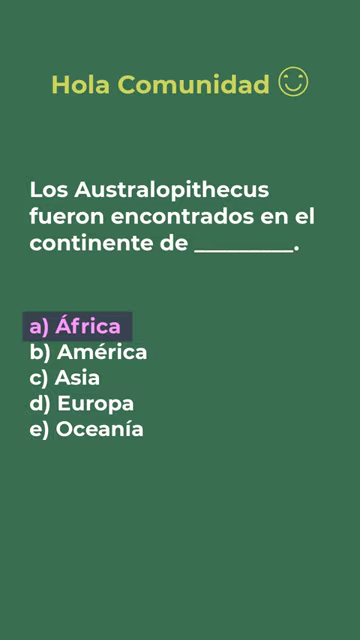 Hola Comunidad
Los Australopithecus
fueron encontrados en el
continente de _________.
a) África
b) América
c) Asia
d) Europa
e) Oceanía